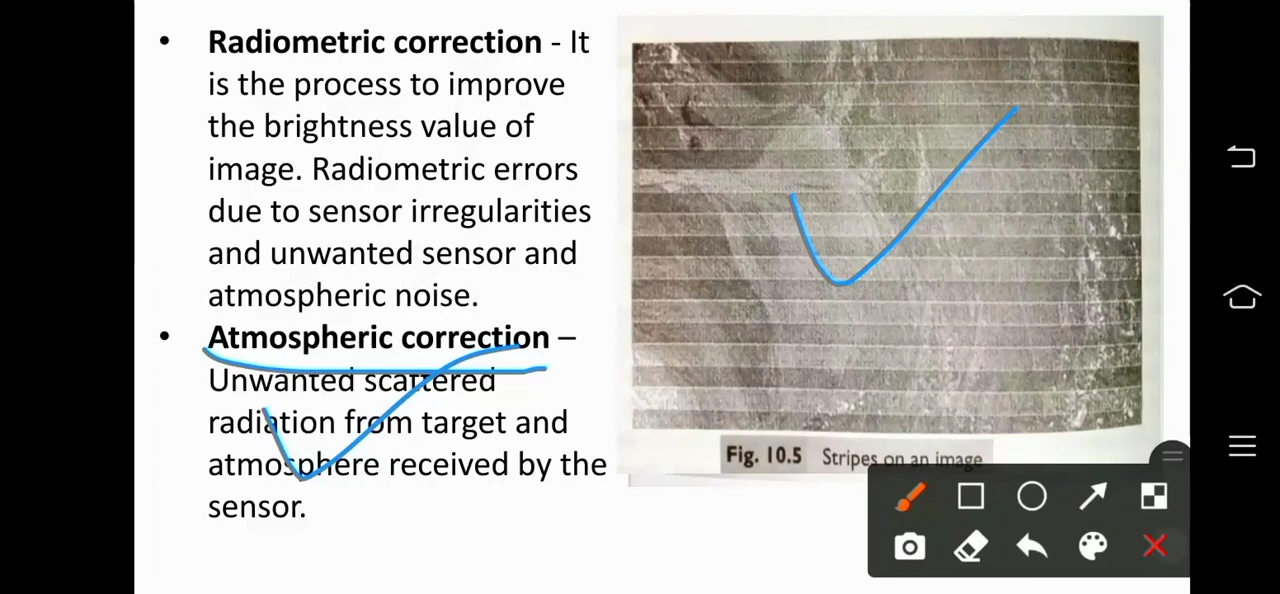 • Radiometric correction - It
is the process to improve
the brightness value of
image. Radiometric errors
due to sensor irregularities
and unwanted sensor and
atmospheric noise.
• Atmospheric correction –
Unwanted scattered
radiation from target and
atmosphere received by the
sensor.
Fig. 10.5 Stripes on an image